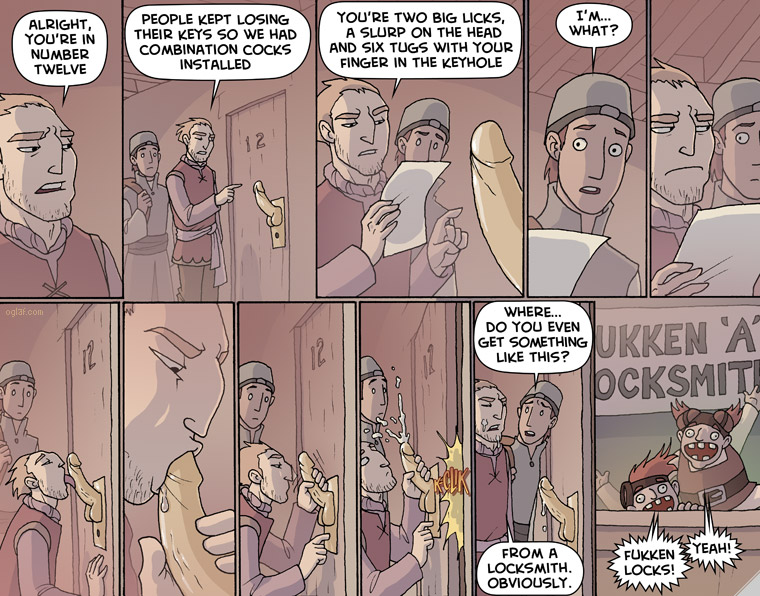 ALRIGHT,
YOU'RE IN
NUMBER
TWELVE
PEOPLE KEPT LOSING
THEIR KEYS SO WE HAD
COMBINATION COCKS
INSTALLED
12
YOU'RE TWO BIG LICKS,
A SLURP ON THE HEAD
AND SIX TUGS WITH YOUR
FINGER IN THE KEYHOLE
I'M...
WHAT?
oglaf.com
12
12
12
K-CLIK
WHERE...
DO YOU EVEN
GET SOMETHING
LIKE THIS?
FROM A
LOCKSMITH.
OBVIOUSLY.
UKKEN 'A'
OCKSMIT
FUKKEN
LOCKS!
YEAH!